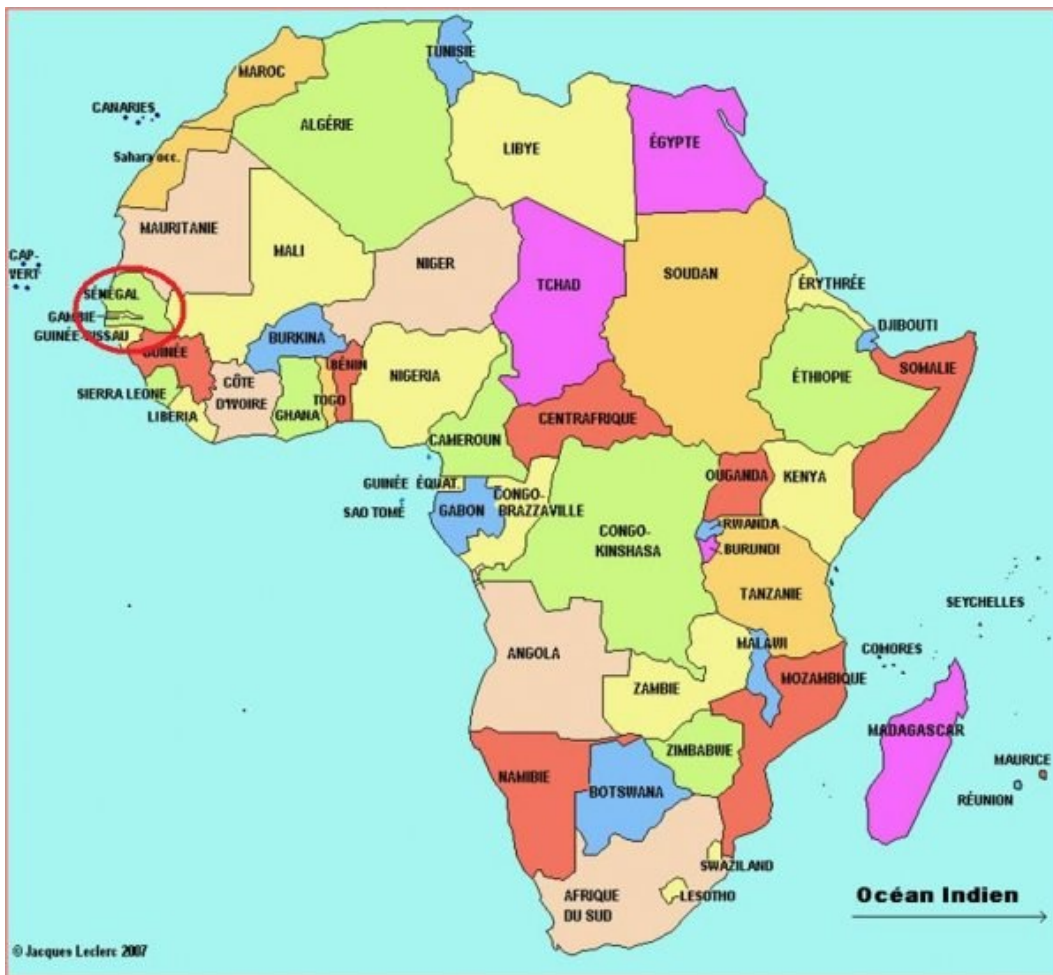 TUNISIE
MAROC
CANARIES
ALGÉRIE
LIBYE
ÉGYPTE
Sahara occ.
MAURITANIE
MALI
NIGER
CAP-
VERT
TCHAD
SOUDAN
ÉRYTHRÉE
SÉNÉGAL
GAMBIE
GUINÉE-BISSAU
DJIBOUTI
BURKINA
BÉNIN
GUINÉE
NIGERIA
SOMALIE
ÉTHIOPIE
CÔTE
D'IVOIRE
SIERRA LEONE
GHANA
TOGO
LIBERIA
CENTRAFRIQUE
CAMEROUN
OUGANDA
KENYA
GUINÉE ÉQUAT.
CONGO-
BRAZZAVILLE
SAO TOMÉ
GABON
CONGO-
KINSHASA
RWANDA
BURUNDI
TANZANIE
SEYCHELLES
MALAWI
COMORES
ANGOLA
MOZAMBIQUE
ZAMBIE
MADAGASCAR
ZIMBABWE
NAMIBIE
BOTSWANA
MAURICE
RÉUNION
SWAZILAND
AFRIQUE
DU SUD
LESOTHO
Océan Indien
© Jacques Leclerc 2007